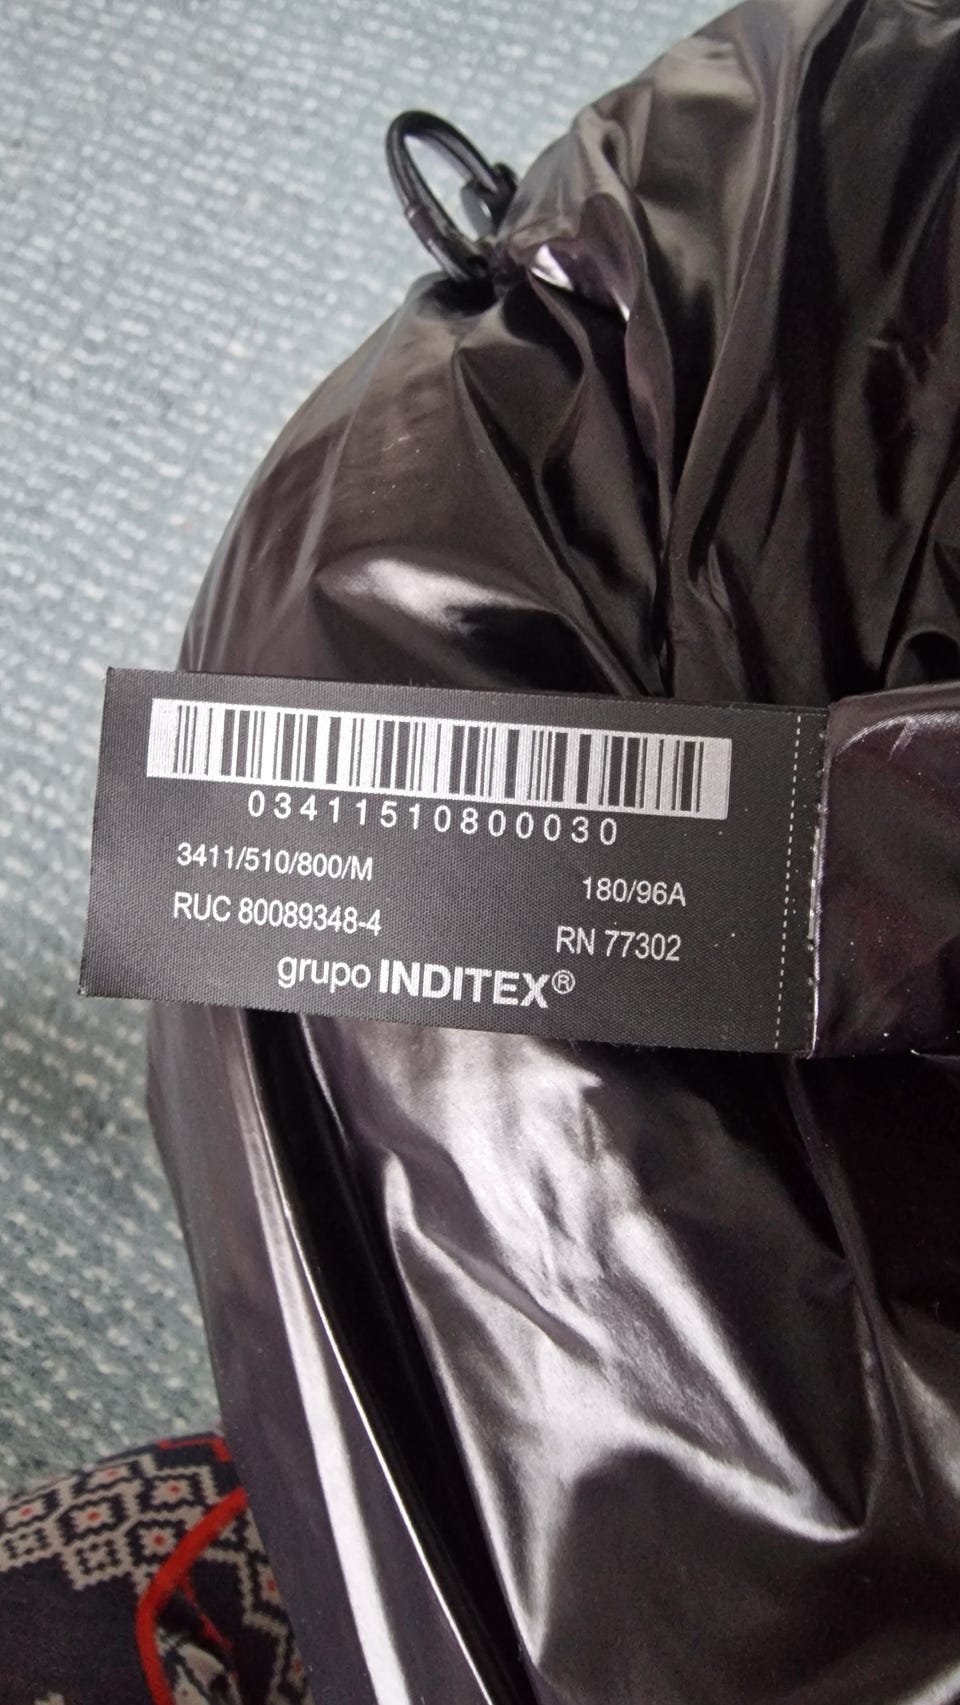 03411510800030
3411/510/800/M
180/96A
RUC 80089348-4
RN 77302
grupo INDITEX®